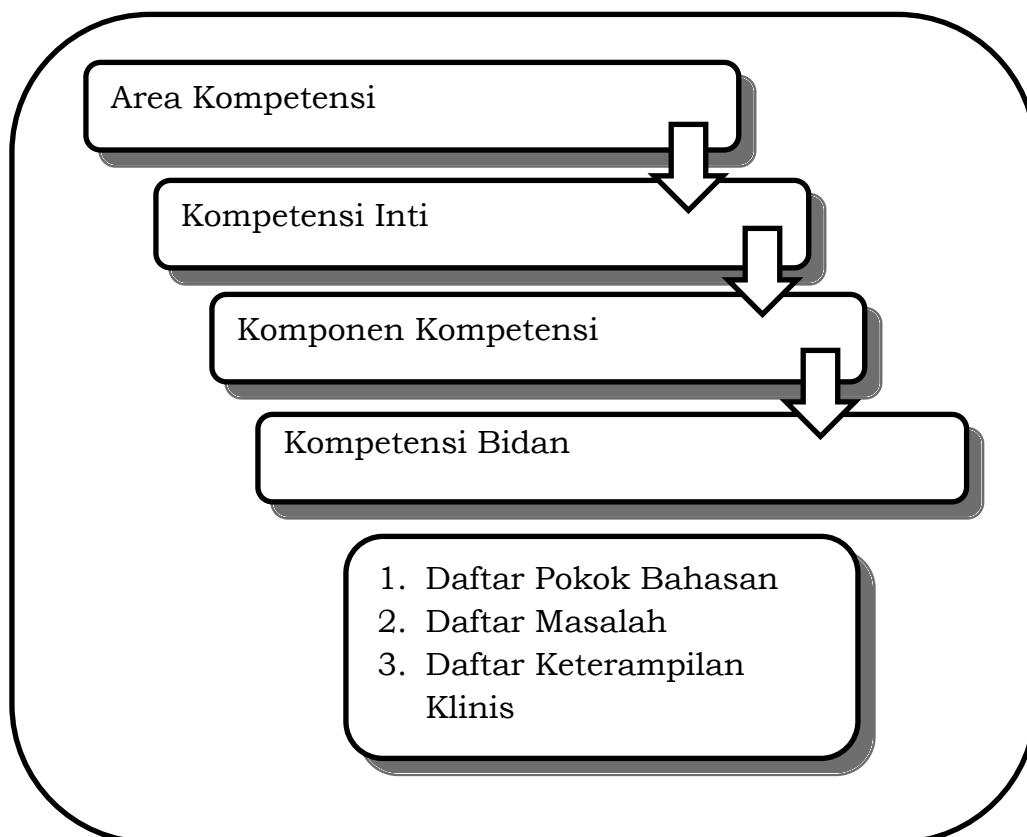 Area Kompetensi
Kompetensi Inti
Komponen Kompetensi
Kompetensi Bidan
1. Daftar Pokok Bahasan
2. Daftar Masalah
3. Daftar Keterampilan
Klinis